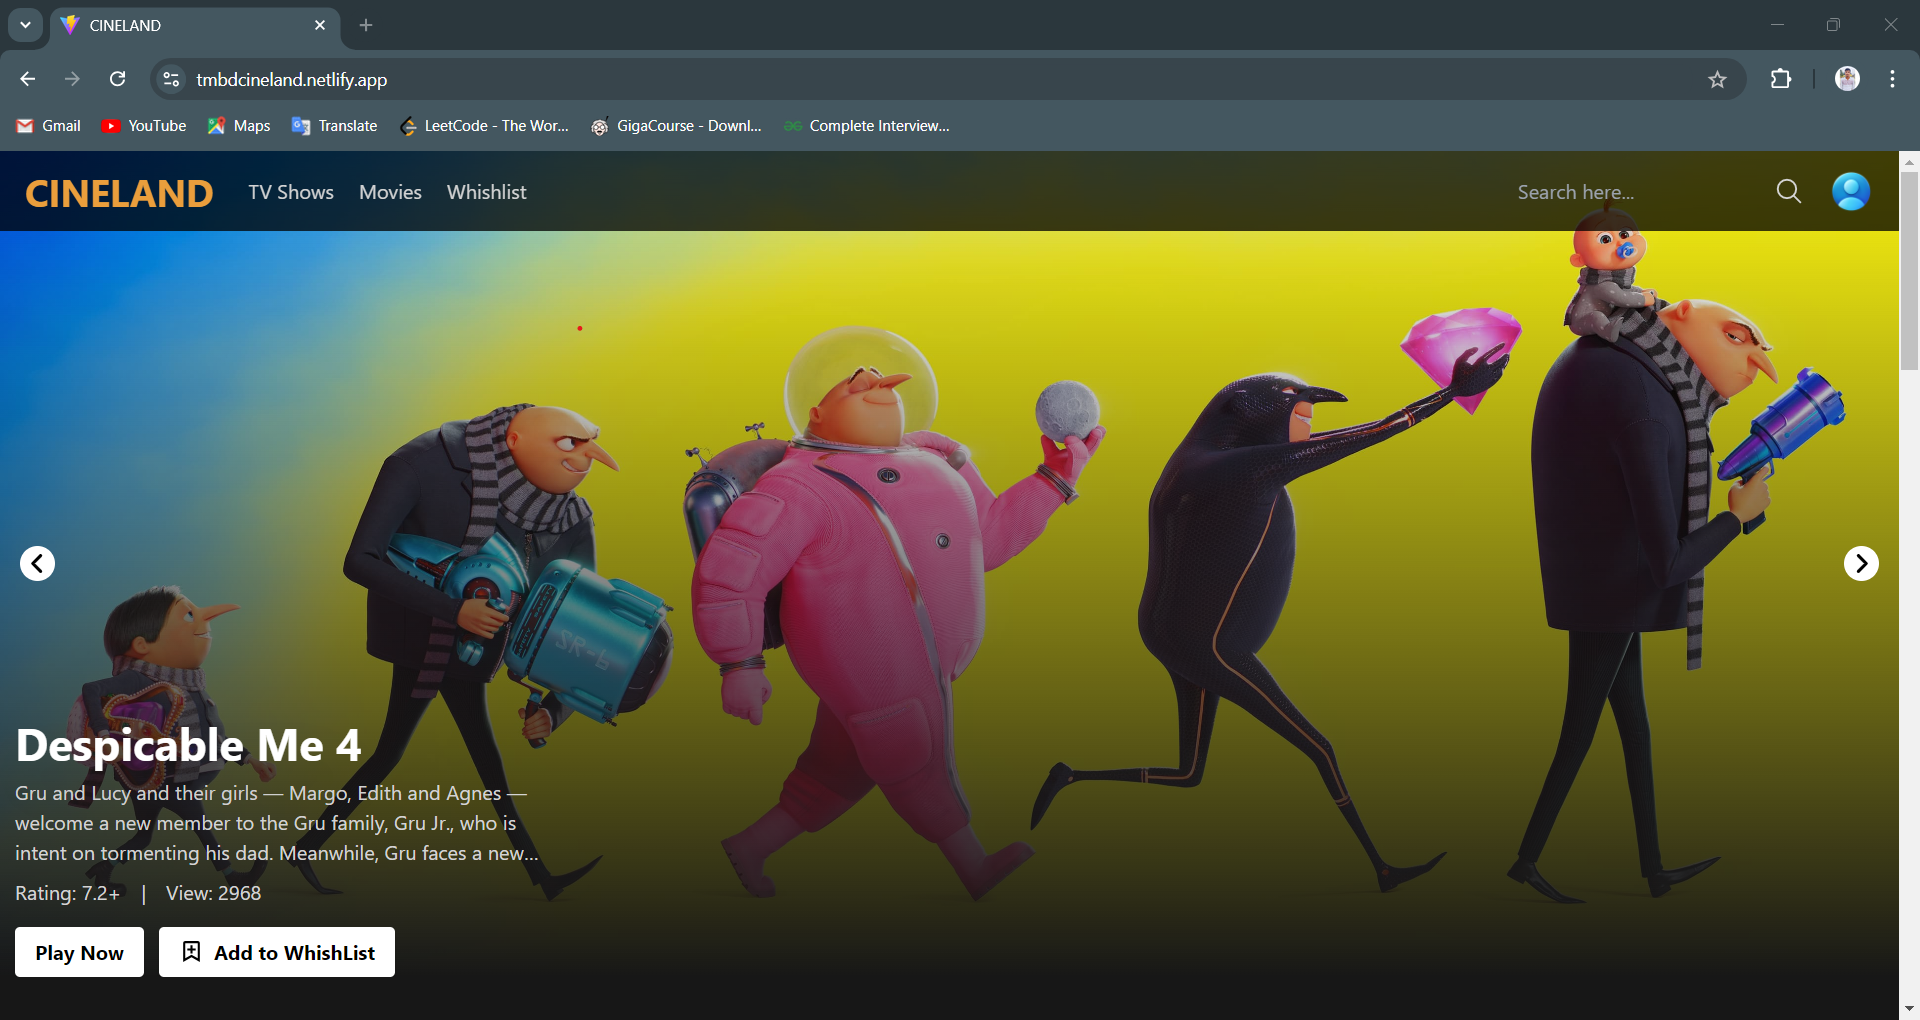 CINELAND
tmbdcineland.netlify.app
Gmail YouTube Maps Translate LeetCode - The Wor... GigaCourse - Downl... Complete Interview...
CINELAND TV Shows Movies Whishlist Search here...
SR-6
Despicable Me 4
Gru and Lucy and their girls — Margo, Edith and Agnes —
welcome a new member to the Gru family, Gru Jr., who is
intent on tormenting his dad. Meanwhile, Gru faces a new...
Rating: 7.2+ | View: 2968
Play Now Add to WhishList